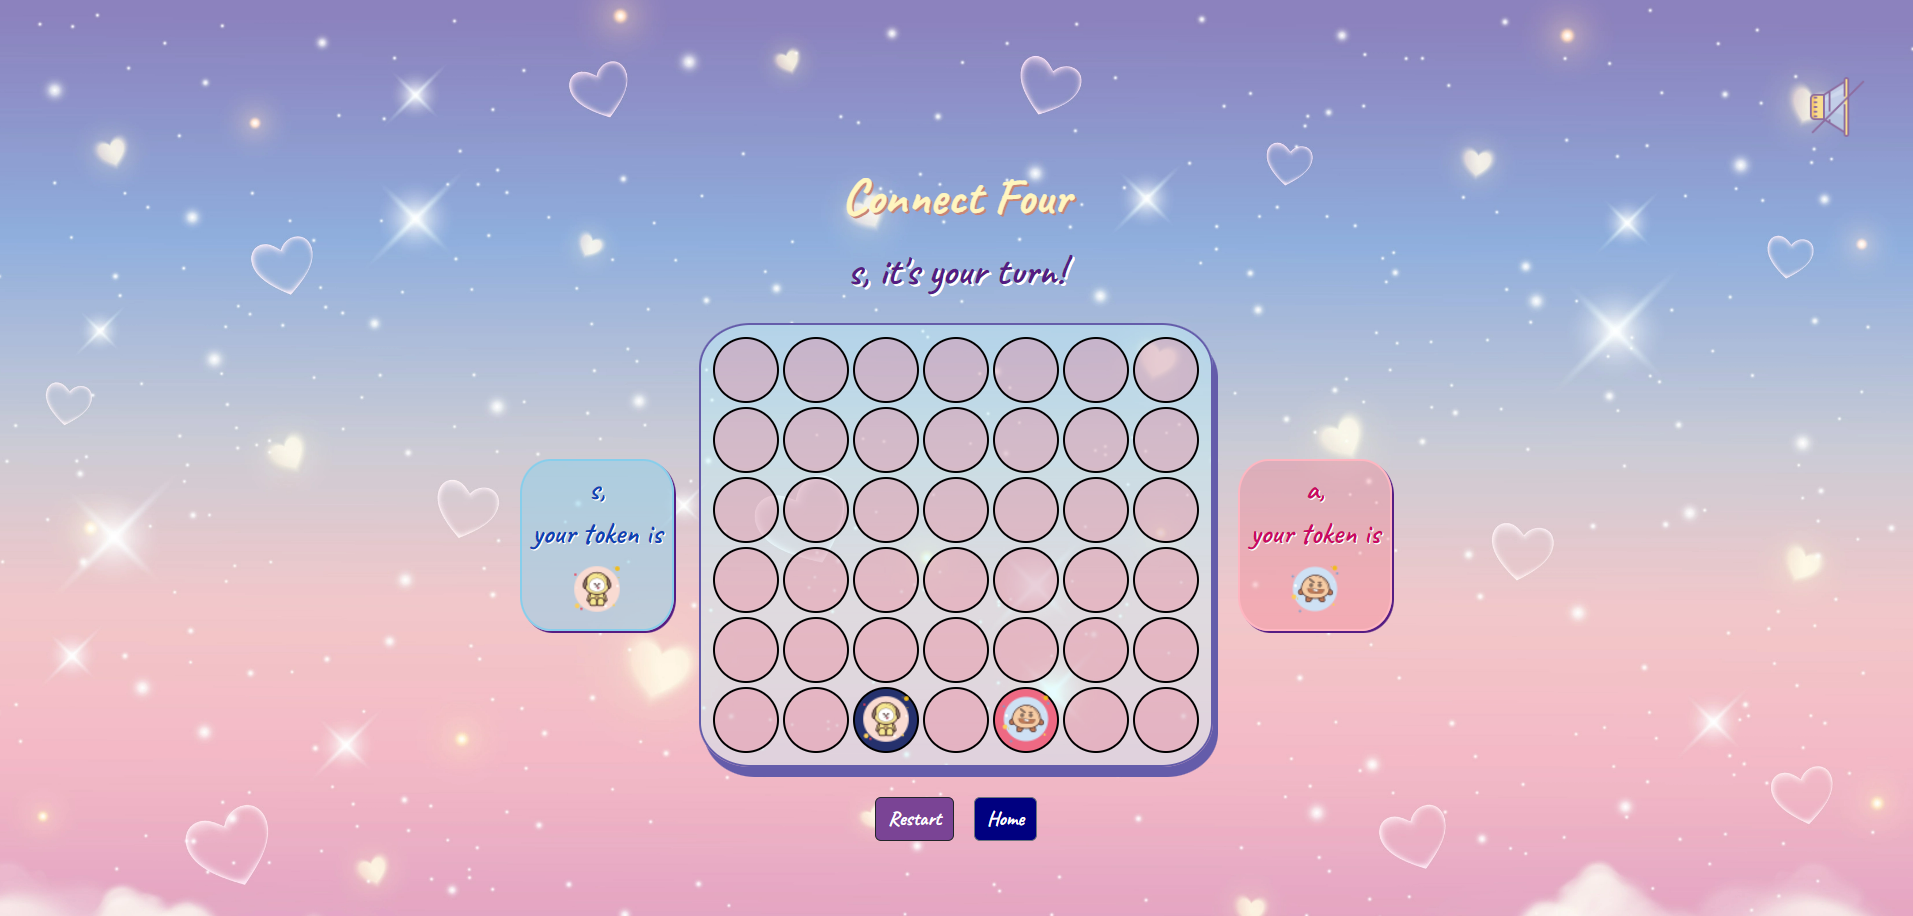 Connect Four
s, it's your turn!
s,
your token is
a,
your token is
Restart
Home